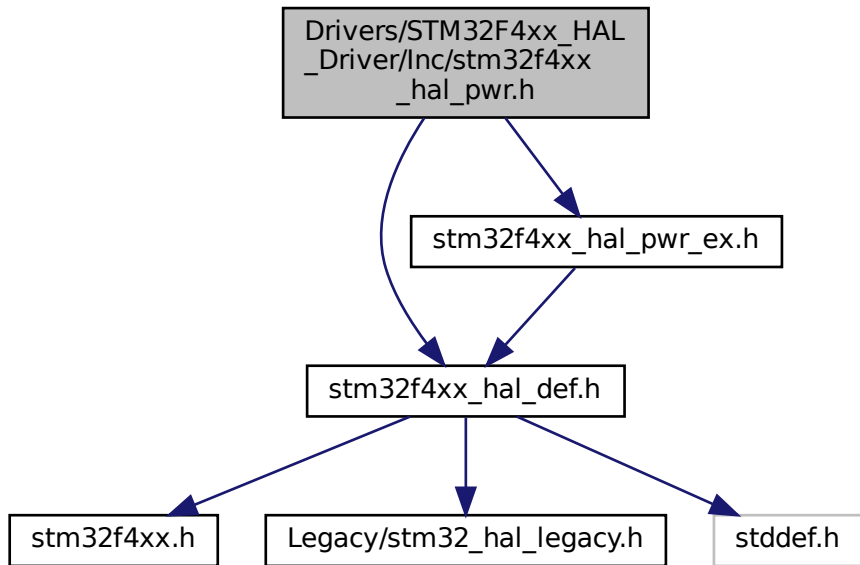 Drivers/STM32F4xx_HAL
_Driver/Inc/stm32f4xx
_hal_pwr.h
stm32f4xx_hal_pwr_ex.h
stm32f4xx_hal_def.h
stm32f4xx.h
Legacy/stm32_hal_legacy.h
stddef.h